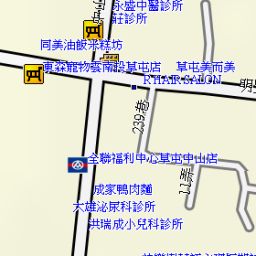 永盛中醫診所
莊診所
同美油飯米糕坊
東森寵物雲南設草屯店
草屯美而美
R'HAIR SALON
明
239巷
全聯福利中心草屯中山店
11弄
成家鴨肉麵
大雄泌尿科診所
洪瑞成小兒科診所